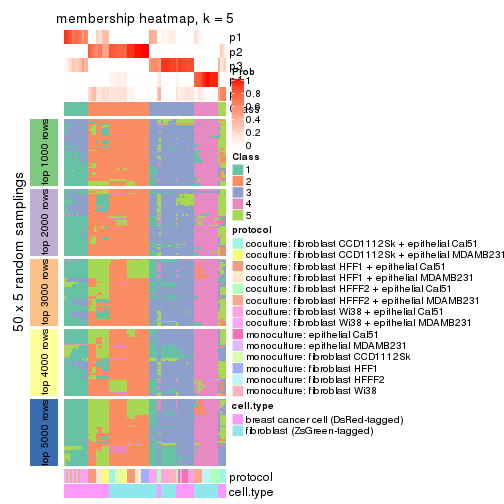 membership heatmap, k = 5
p1
p2
p3
Prob
1
0.8
0.6
0.4
0.2
0
Class
1
2
3
4
5
50 x 5 random samplings
top 1000 rows
top 2000 rows
top 3000 rows
top 4000 rows
top 5000 rows
protocol
coculture: fibroblast CCD1112Sk + epithelial Cal51
coculture: fibroblast CCD1112Sk + epithelial MDAMB231
coculture: fibroblast HFF1 + epithelial Cal51
coculture: fibroblast HFF1 + epithelial MDAMB231
coculture: fibroblast HFFF2 + epithelial Cal51
coculture: fibroblast HFFF2 + epithelial MDAMB231
coculture: fibroblast Wi38 + epithelial Cal51
coculture: fibroblast Wi38 + epithelial MDAMB231
monoculture: epithelial Cal51
monoculture: epithelial MDAMB231
monoculture: fibroblast CCD1112Sk
monoculture: fibroblast HFF1
monoculture: fibroblast HFFF2
monoculture: fibroblast Wi38
cell.type
breast cancer cell (DsRed-tagged)
fibroblast (ZsGreen-tagged)
protocol
cell.type